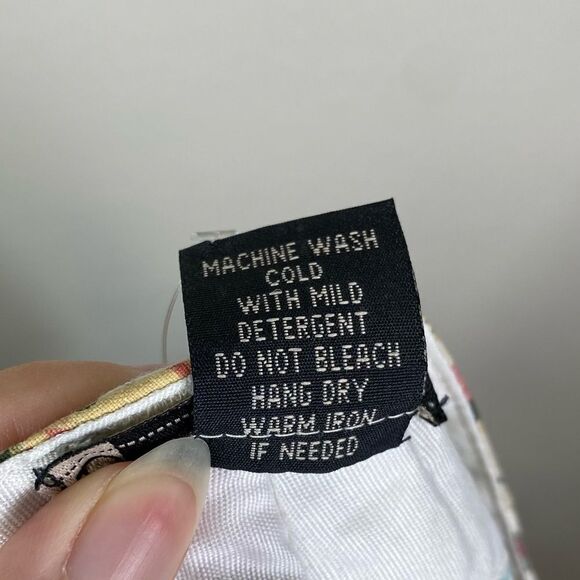 MACHINE WASH
COLD
WITH MILD
DETERGENT
DO NOT BLEACH
HANG DRY
WARM IRON
IF NEEDED